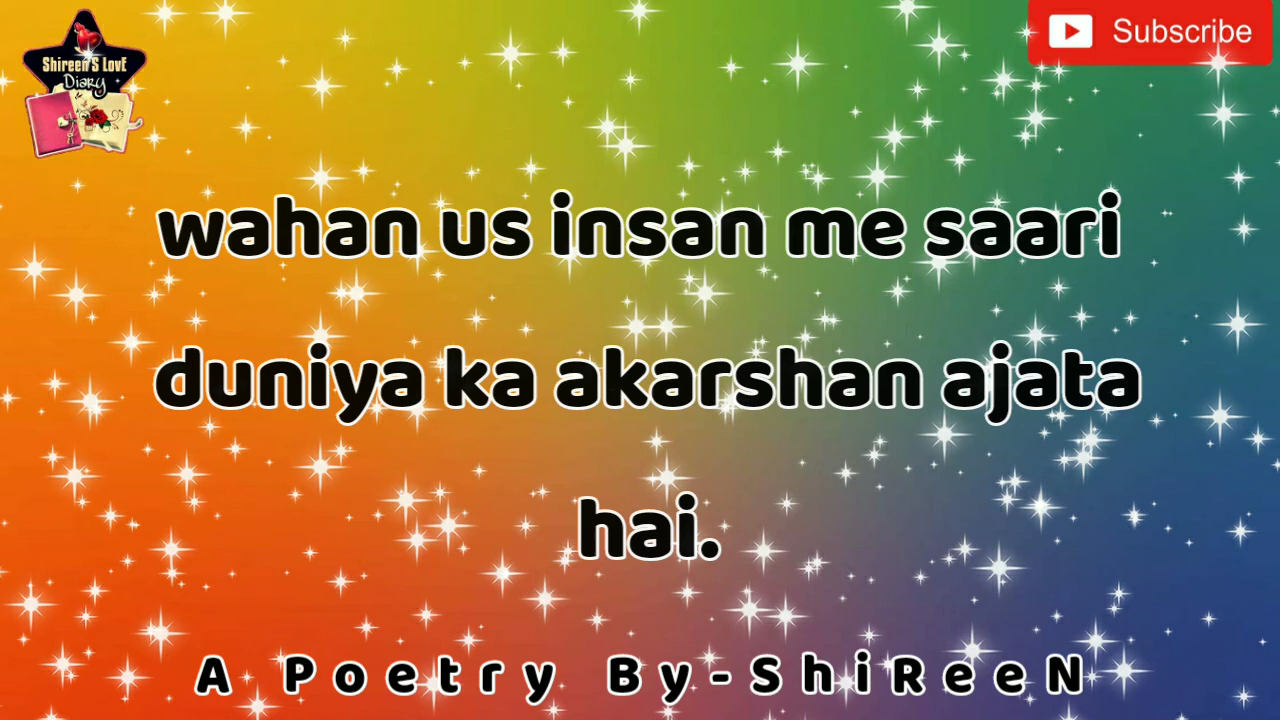 Shireen'S LovE
Diary
Subscribe
wahan us insan me saari
duniya ka akarshan ajata
hai.
A Poetry By-ShiReeN